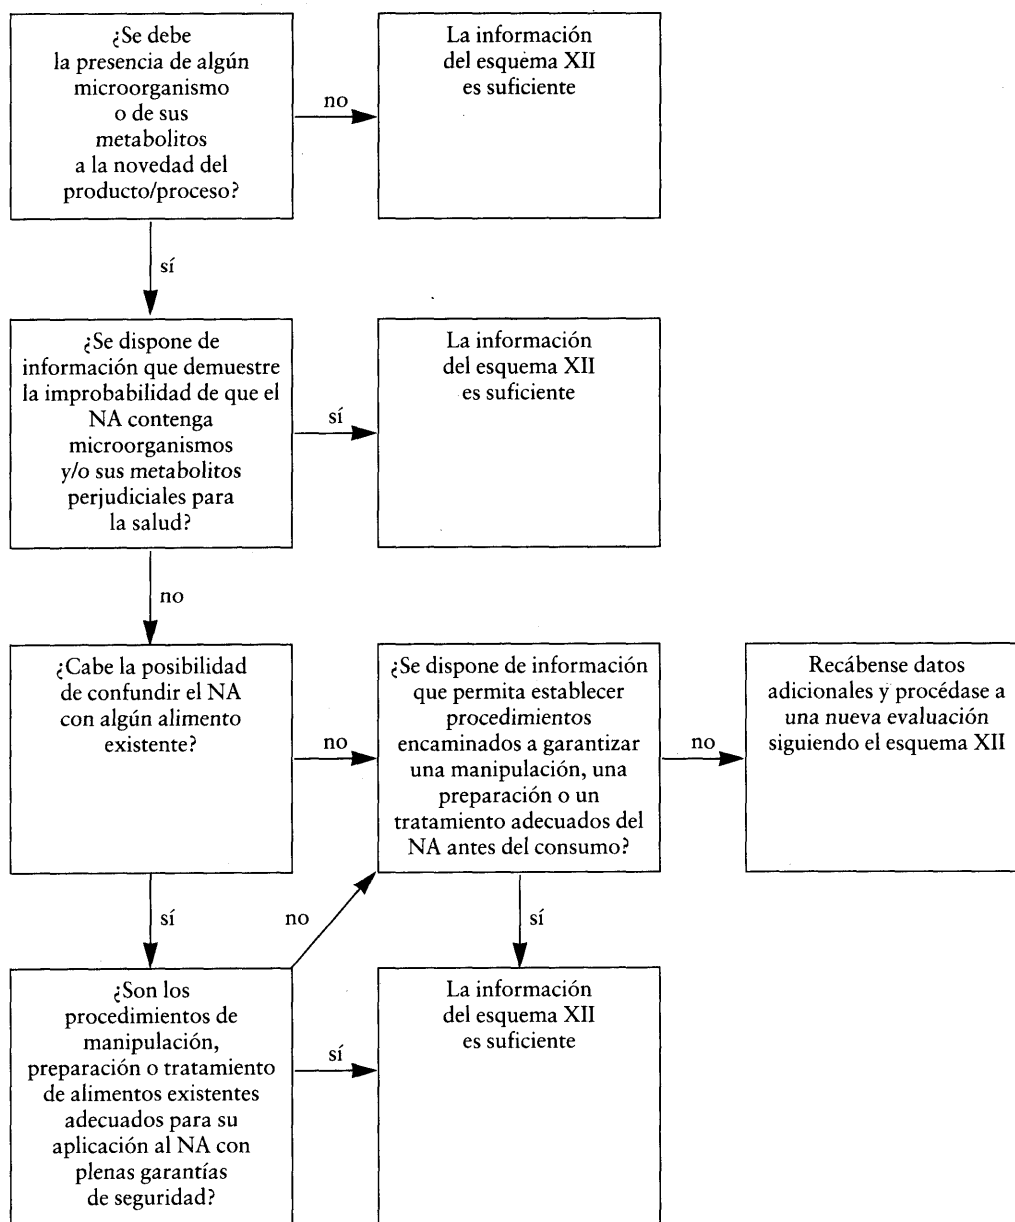 ¿Se debe
la presencia de algún
microorganismo
o de sus
metabolitos
a la novedad del
producto/proceso?
no
La información
del esquema XII
es suficiente
sí
¿Se dispone de
información que demuestre
la improbabilidad de que el
NA contenga
microorganismos
y/o sus metabolitos
perjudiciales para
la salud?
sí
La información
del esquema XII
es suficiente
no
¿Cabe la posibilidad
de confundir el NA
con algún alimento
existente?
no
¿Se dispone de información
que permita establecer
procedimientos
encaminados a garantizar
una manipulación, una
preparación o un
tratamiento adecuados del
NA antes del consumo?
no
Recábense datos
adicionales y procédase a
una nueva evaluación
siguiendo el esquema XII
sí
no
sí
¿Son los
procedimientos de
manipulación,
preparación o tratamiento
de alimentos existentes
adecuados para su
aplicación al NA con
plenas garantías
de seguridad?
sí
La información
del esquema XII
es suficiente